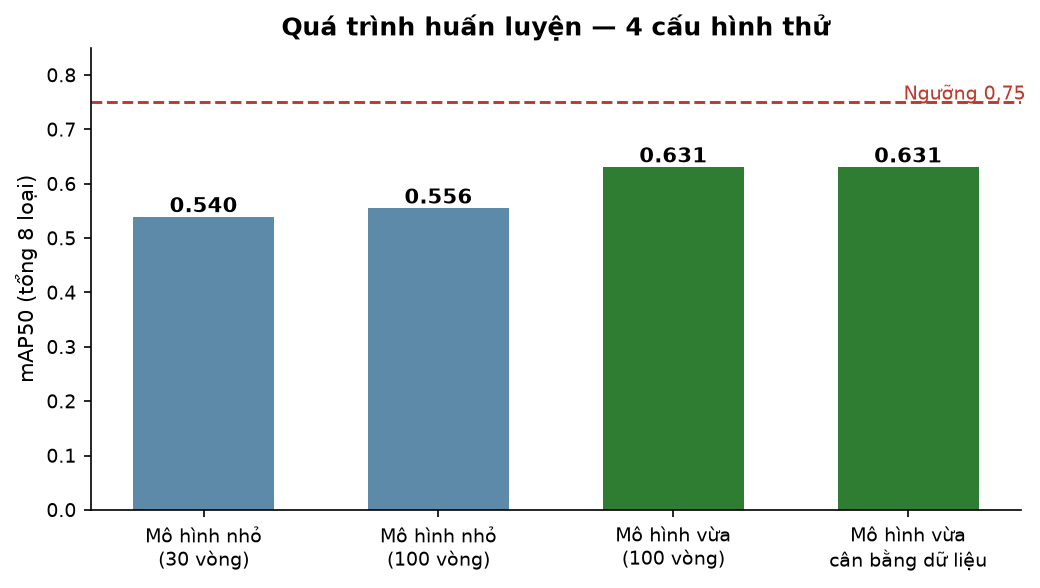 Quá trình huấn luyện — 4 cấu hình thử
mAP50 (tổng 8 loại)
0.8
0.7
0.6
0.5
0.4
0.3
0.2
0.1
0.0
Ngưỡng 0,75
0.540
0.556
0.631
0.631
Mô hình nhỏ
(30 vòng)
Mô hình nhỏ
(100 vòng)
Mô hình vừa
(100 vòng)
Mô hình vừa
cân bằng dữ liệu